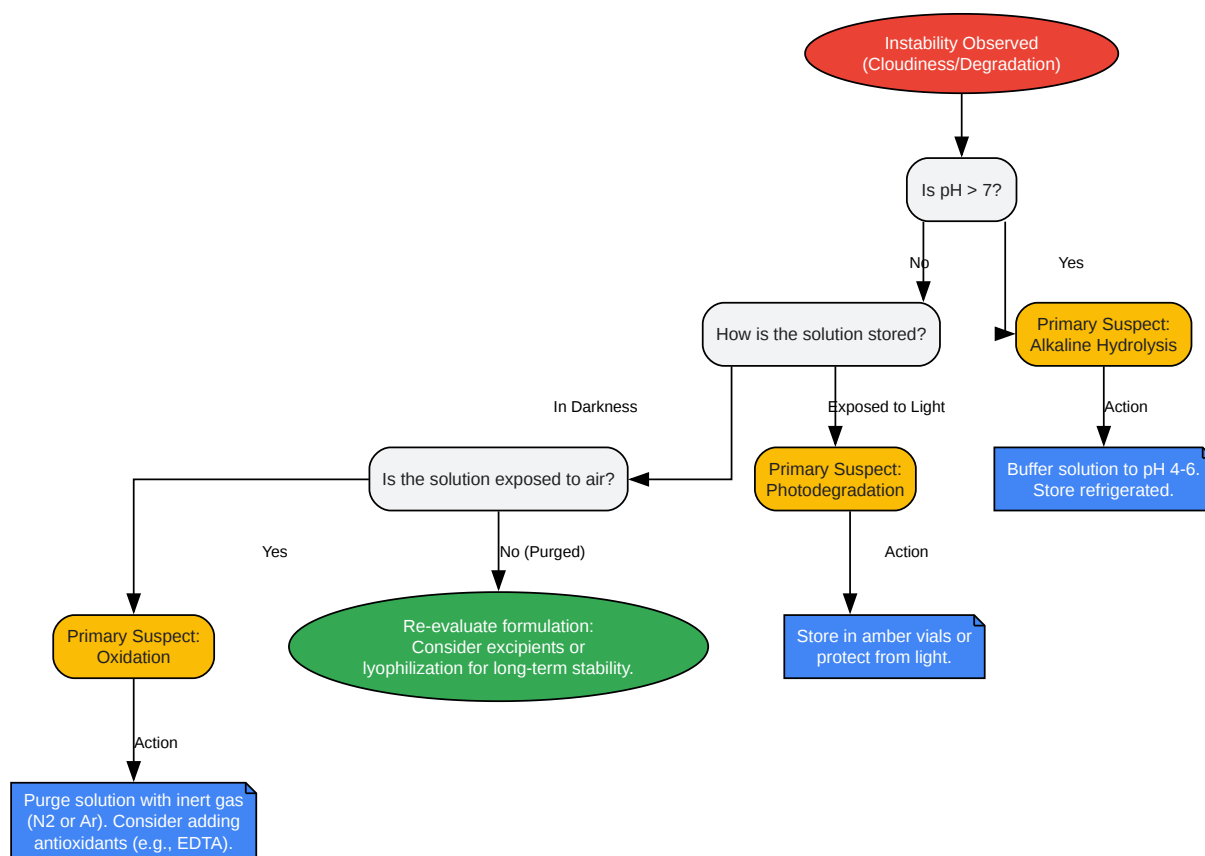 Instability Observed
(Cloudiness/Degradation)
Is pH > 7?
No
Yes
How is the solution stored?
Primary Suspect:
Alkaline Hydrolysis
In Darkness
Exposed to Light
Action
Is the solution exposed to air?
Primary Suspect:
Photodegradation
Buffer solution to pH 4-6.
Store refrigerated.
Yes
No (Purged)
Action
Primary Suspect:
Oxidation
Re-evaluate formulation:
Consider excipients or
lyophilization for long-term stability.
Store in amber vials or
protect from light.
Action
Purge solution with inert gas
(N2 or Ar). Consider adding
antioxidants (e.g., EDTA).